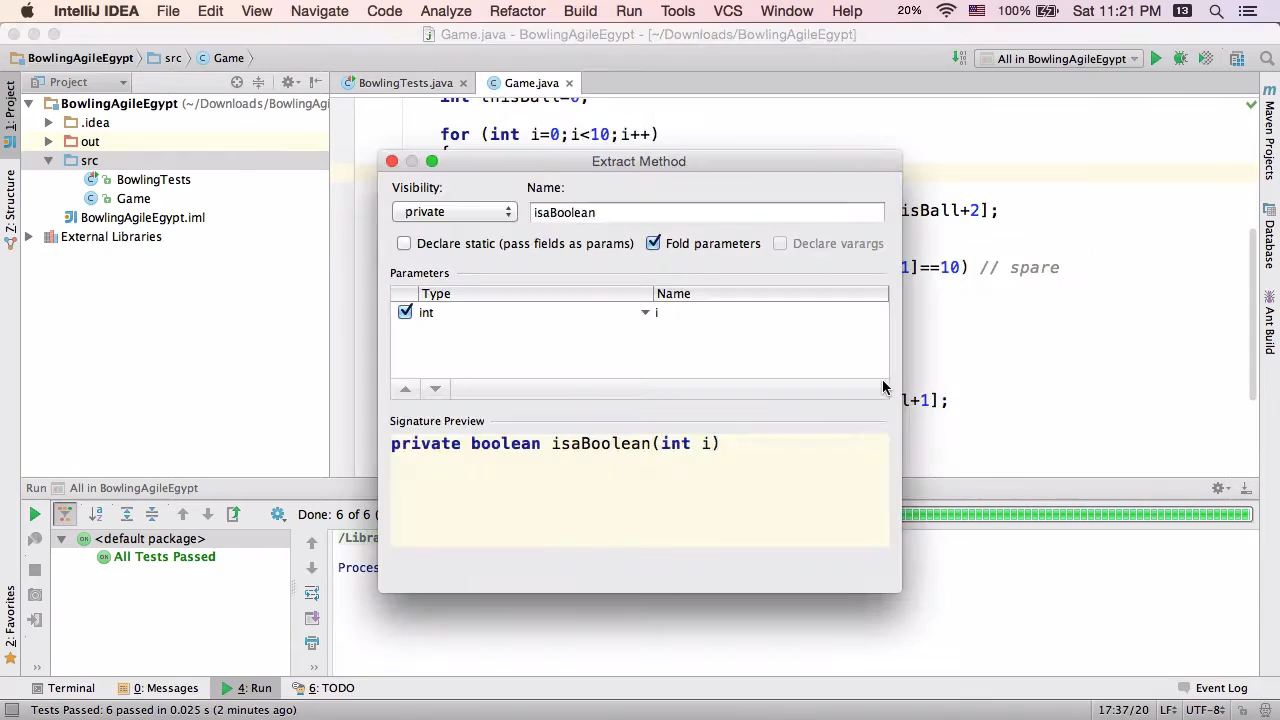 IntelliJ IDEA File Edit View Navigate Code Analyze Refactor Build Run Tools VCS Window Help 20% 100% Sat 11:21 PM 13
Game.java - BowlingAgileEgypt - [~/Downloads/BowlingAgileEgypt]
BowlingAgileEgypt src Game All in BowlingAgileEgypt
Project BowlingTests.java Game.java
BowlingAgileEgypt (~/Downloads/BowlingAg
.idea
out
src
BowlingTests
Game
BowlingAgileEgypt.iml
External Libraries
1: Project
Z: Structure
2: Favorites
Maven Projects
Database
Ant Build
int thisBall=0;
for (int i=0;i<10;i++)
isBall+2];
1]==10) // spare
l+1];
Extract Method
Visibility: Name:
private isaBoolean
Declare static (pass fields as params) Fold parameters Declare varargs
Parameters
Type Name
int i
Signature Preview
private boolean isaBoolean(int i)
Run All in BowlingAgileEgypt
Done: 6 of 6 (
<default package>
All Tests Passed
/Libra
Proces
Terminal 0: Messages 4: Run 6: TODO Event Log
Tests Passed: 6 passed in 0.025 s (2 minutes ago) 17:37/20 LF UTF-8